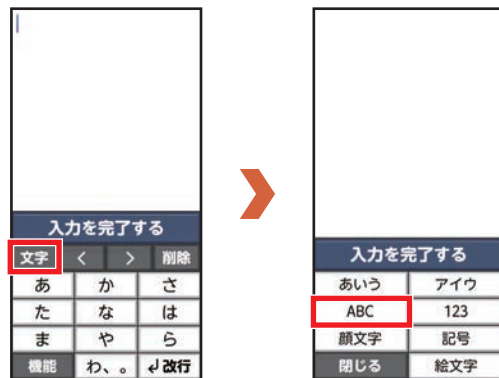 入力を完了する
文字 < > 削除
あ か さ
た な は
ま や ら
機能 わ、。 ↲改行
入力を完了する
あいう アイウ
ABC 123
顔文字 記号
閉じる 絵文字